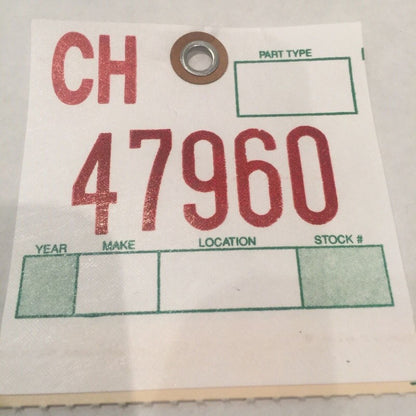 CH
PART TYPE
47960
YEAR MAKE LOCATION STOCK #